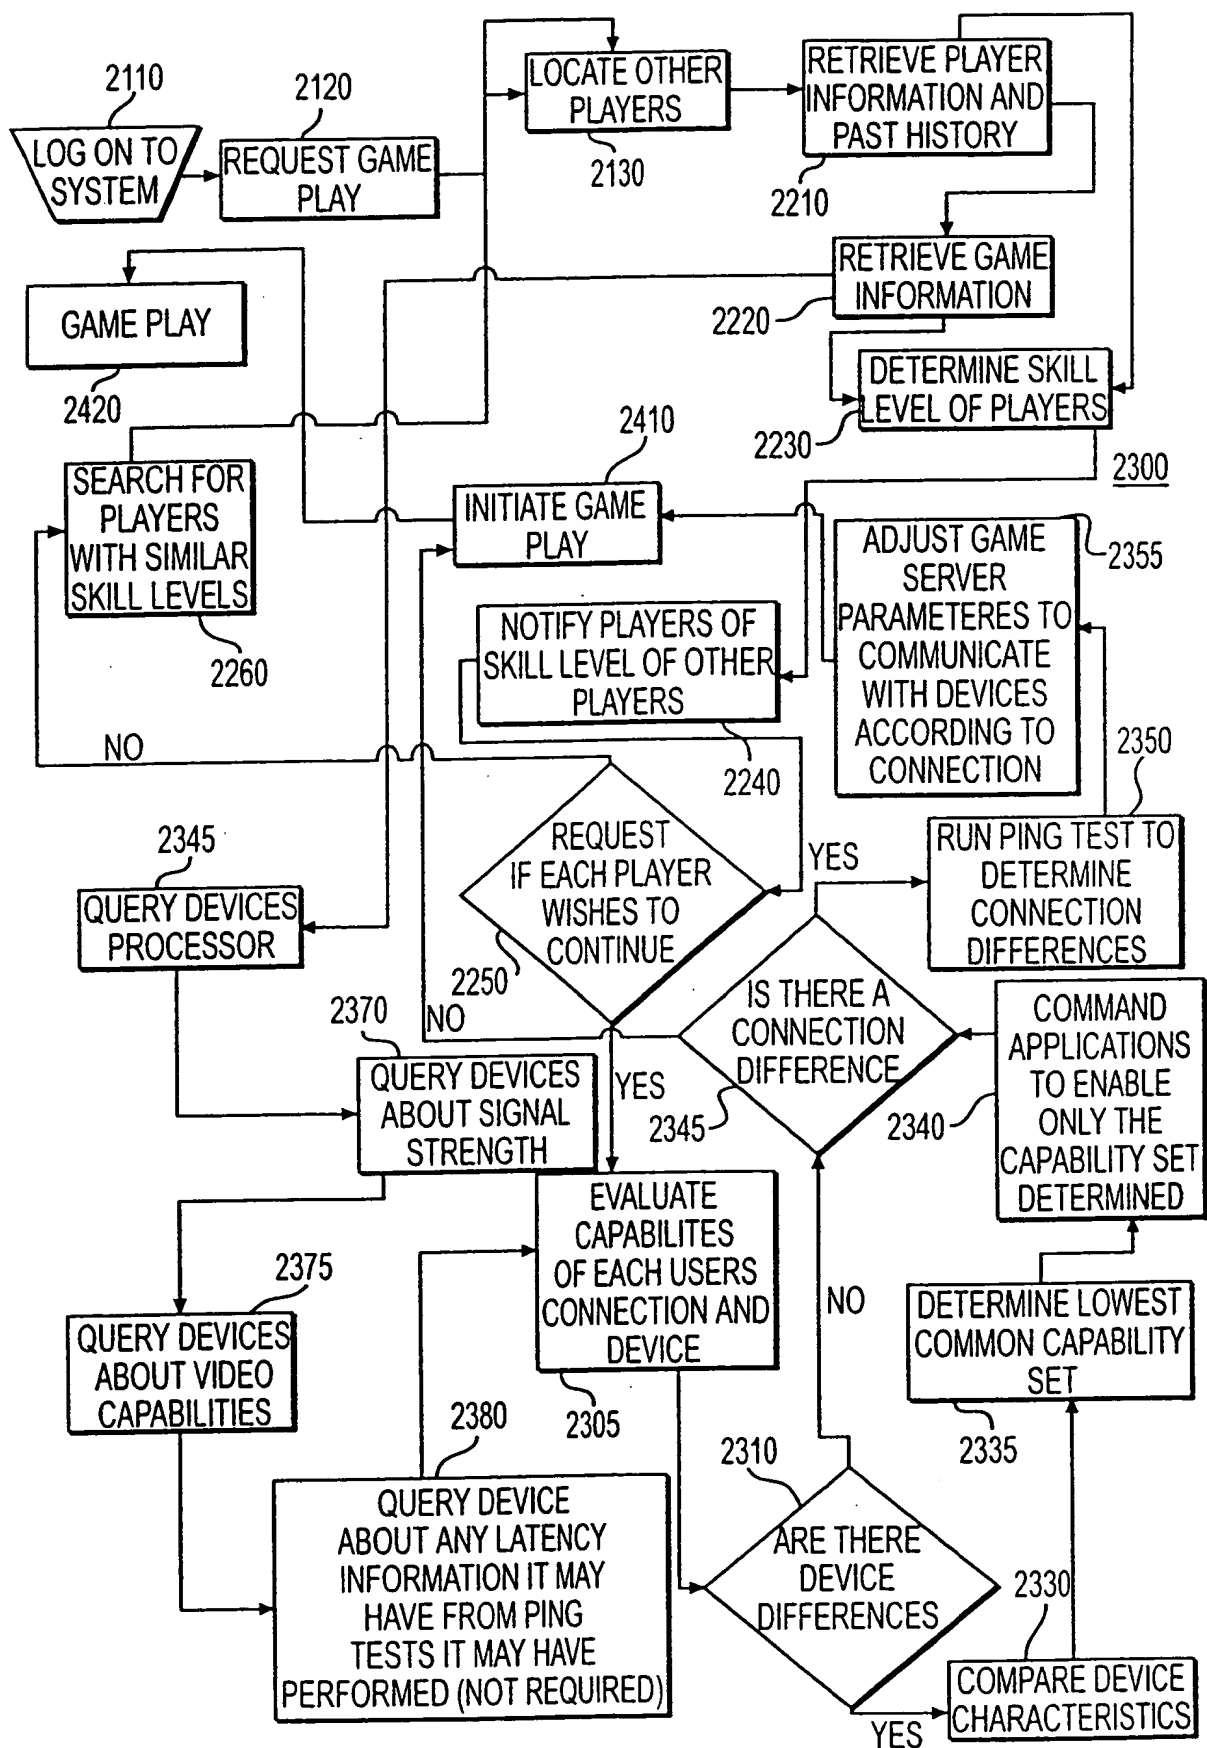 2110
LOG ON TO
SYSTEM
2120
REQUEST GAME
PLAY
LOCATE OTHER
PLAYERS
2130
RETRIEVE PLAYER
INFORMATION AND
PAST HISTORY
2210
RETRIEVE GAME
INFORMATION
2220
GAME PLAY
2420
DETERMINE SKILL
LEVEL OF PLAYERS
2230
2300
2410
INITIATE GAME
PLAY
SEARCH FOR
PLAYERS
WITH SIMILAR
SKILL LEVELS
2260
ADJUST GAME
SERVER
PARAMETERES TO
COMMUNICATE
WITH DEVICES
ACCORDING TO
CONNECTION
2355
NOTIFY PLAYERS OF
SKILL LEVEL OF OTHER
PLAYERS
2240
NO
REQUEST
IF EACH PLAYER
WISHES TO
CONTINUE
2250
YES
2350
RUN PING TEST TO
DETERMINE
CONNECTION
DIFFERENCES
2345
QUERY DEVICES
PROCESSOR
IS THERE A
CONNECTION
DIFFERENCE
2345
NO
YES
COMMAND
APPLICATIONS
TO ENABLE
ONLY THE
CAPABILITY SET
DETERMINED
2340
2370
QUERY DEVICES
ABOUT SIGNAL
STRENGTH
EVALUATE
CAPABILITES
OF EACH USERS
CONNECTION AND
DEVICE
2305
2375
QUERY DEVICES
ABOUT VIDEO
CAPABILITIES
NO
DETERMINE LOWEST
COMMON CAPABILITY
SET
2335
2380
QUERY DEVICE
ABOUT ANY LATENCY
INFORMATION IT MAY
HAVE FROM PING
TESTS IT MAY HAVE
PERFORMED (NOT REQUIRED)
2310
ARE THERE
DEVICE
DIFFERENCES
YES
2330
COMPARE DEVICE
CHARACTERISTICS